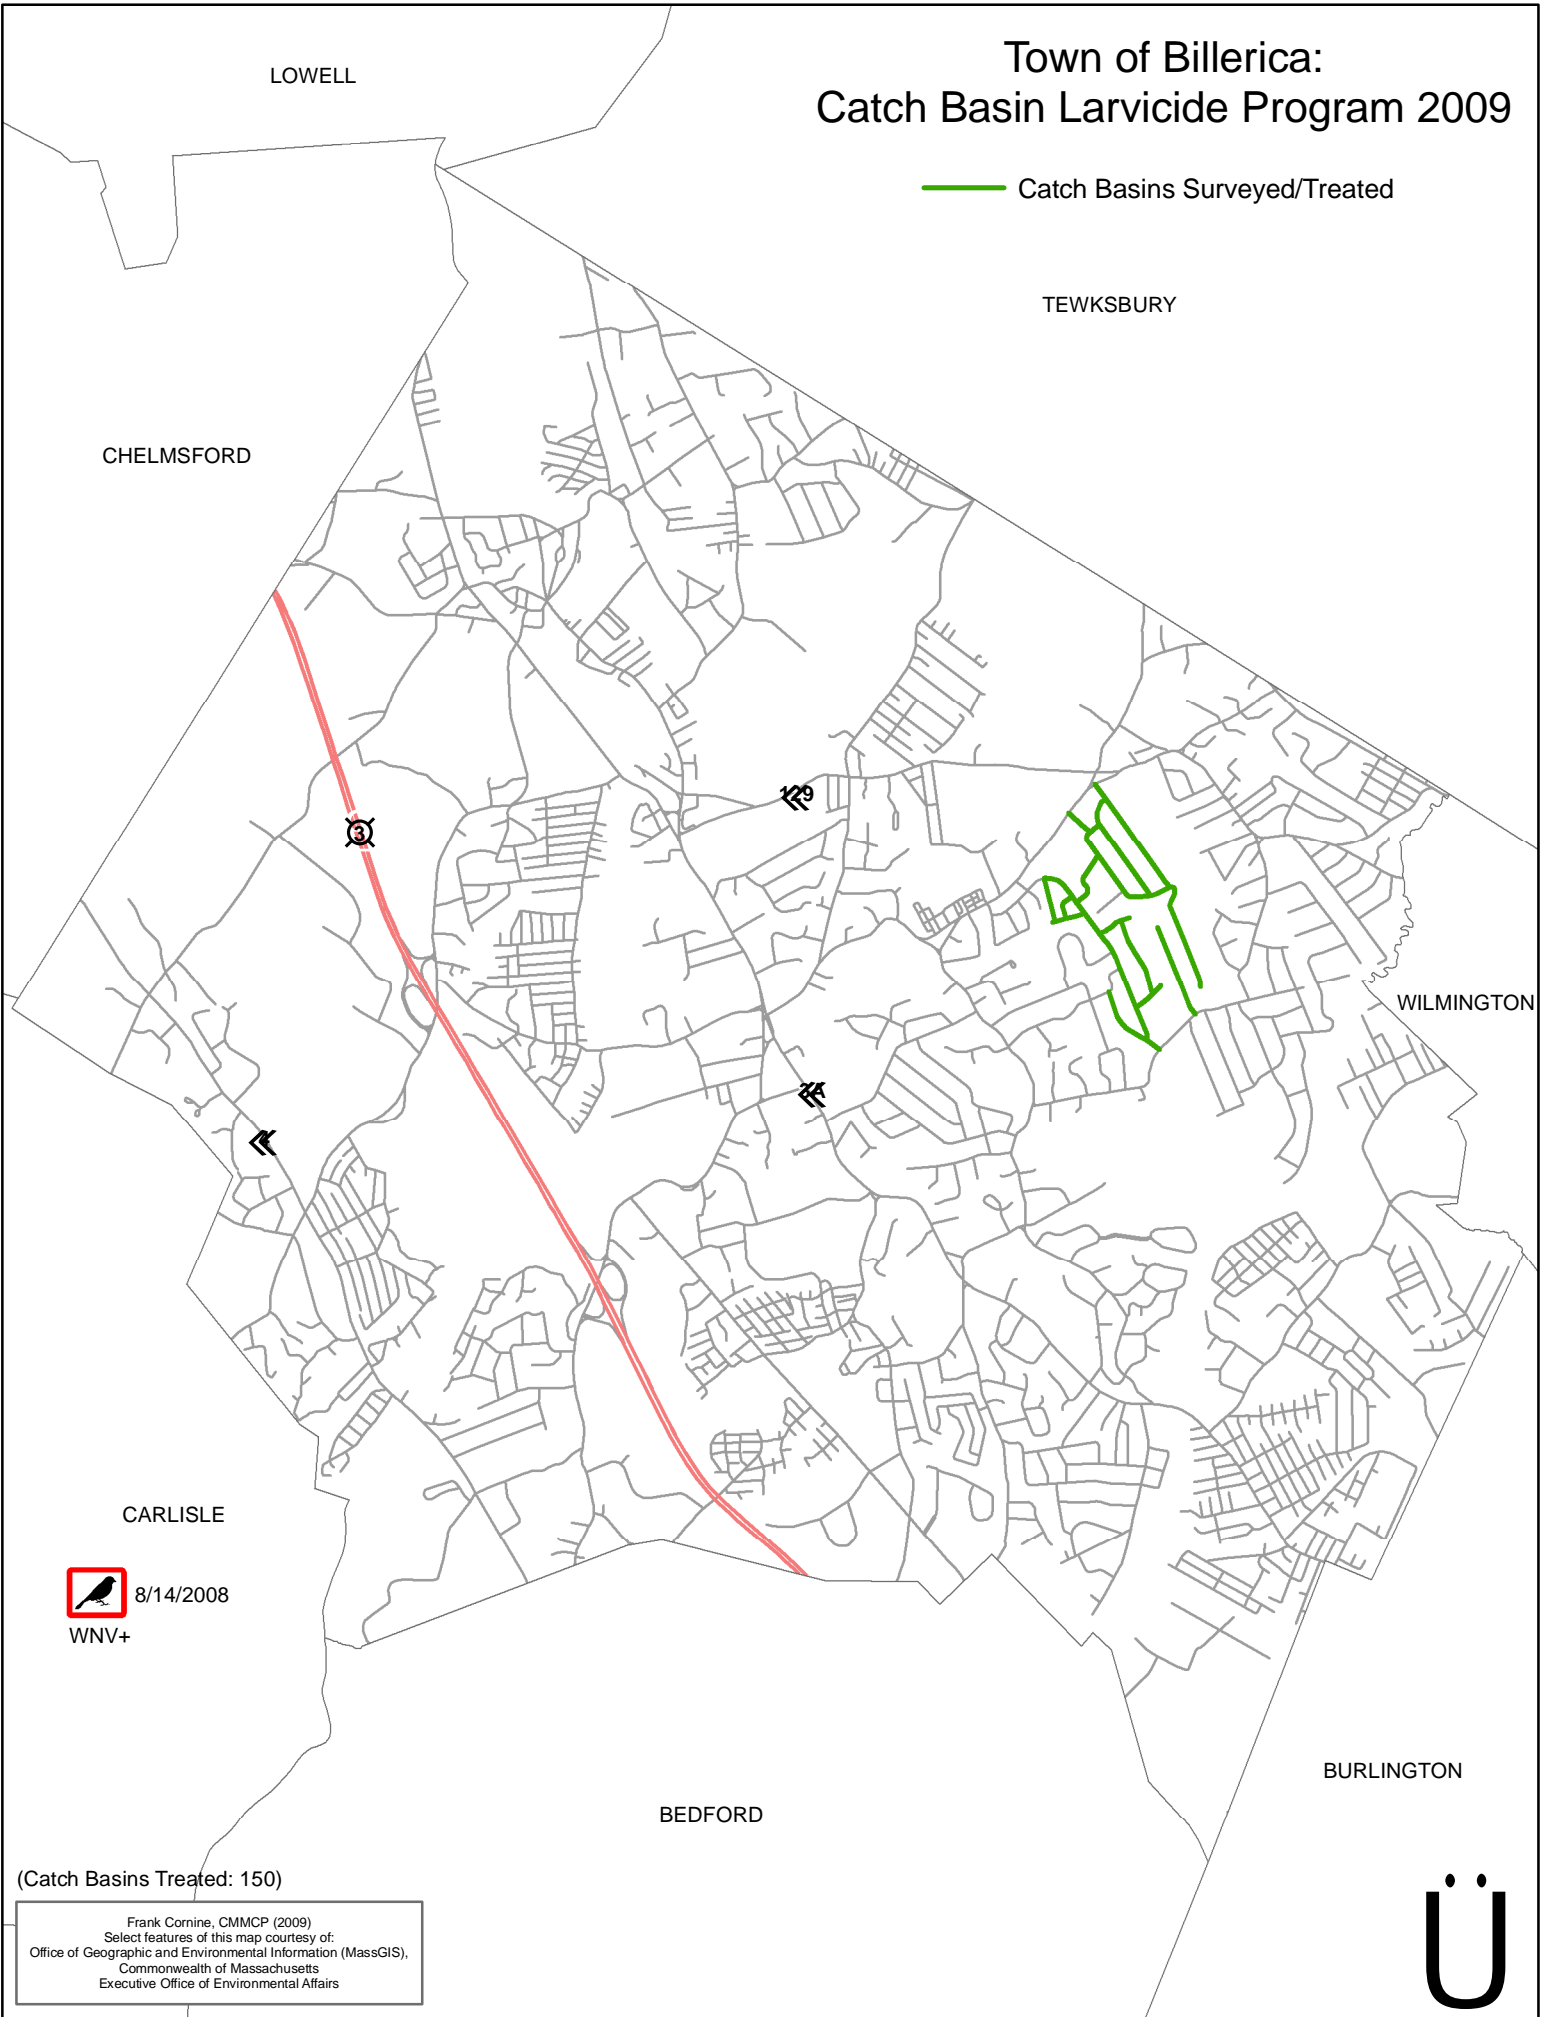 Town of Billerica:
Catch Basin Larvicide Program 2009
Catch Basins Surveyed/Treated
LOWELL
TEWKSBURY
CHELMSFORD
129
3
WILMINGTON
3A
CARLISLE
8/14/2008
WNV+
BURLINGTON
BEDFORD
(Catch Basins Treated: 150)
Frank Cornine, CMMCP (2009)
Select features of this map courtesy of:
Office of Geographic and Environmental Information (MassGIS),
Commonwealth of Massachusetts
Executive Office of Environmental Affairs
Ü